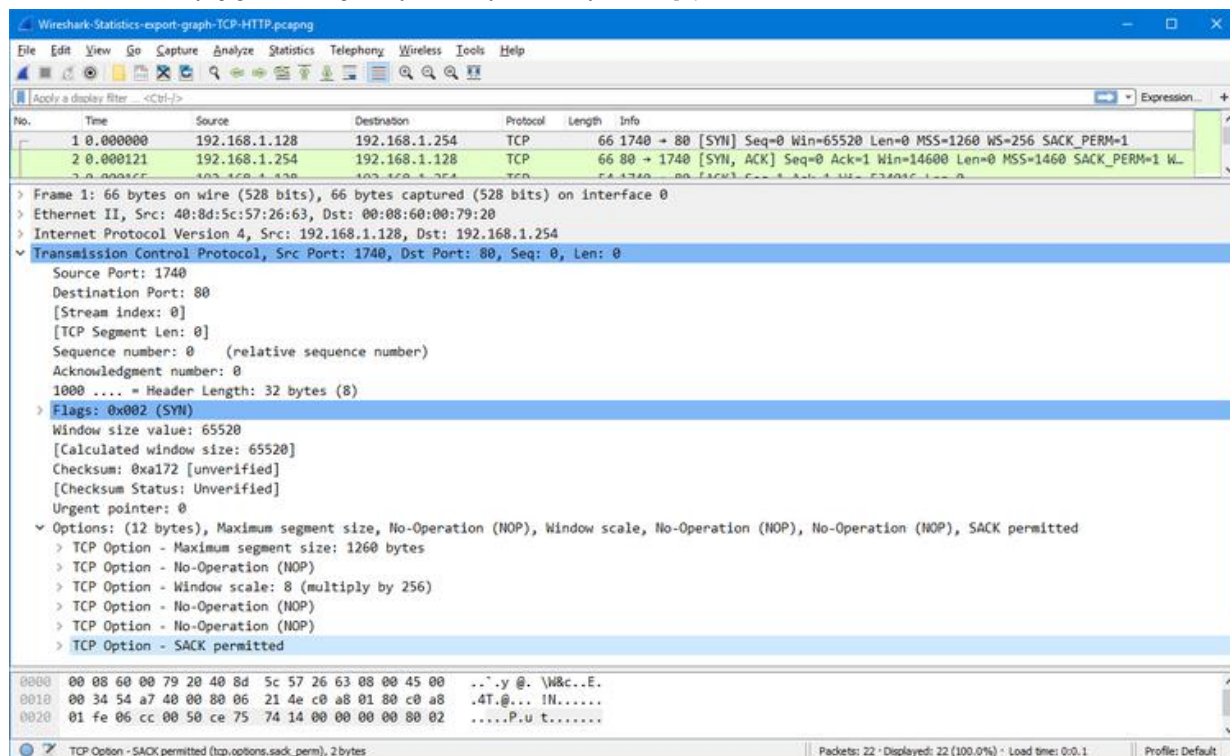 Wireshark-Statistics-export-graph-TCP-HTTP.pcapng
File Edit View Go Capture Analyze Statistics Telephony Wireless Tools Help
Apply a display filter ... <Ctrl-/> Expression... +
No. Time Source Destination Protocol Length Info
1 0.000000 192.168.1.128 192.168.1.254 TCP 66 1740 → 80 [SYN] Seq=0 Win=65520 Len=0 MSS=1260 WS=256 SACK_PERM=1
2 0.000121 192.168.1.254 192.168.1.128 TCP 66 80 → 1740 [SYN, ACK] Seq=0 Ack=1 Win=14600 Len=0 MSS=1460 SACK_PERM=1 W...
> Frame 1: 66 bytes on wire (528 bits), 66 bytes captured (528 bits) on interface 0
> Ethernet II, Src: 40:8d:5c:57:26:63, Dst: 00:08:60:00:79:20
> Internet Protocol Version 4, Src: 192.168.1.128, Dst: 192.168.1.254
Transmission Control Protocol, Src Port: 1740, Dst Port: 80, Seq: 0, Len: 0
Source Port: 1740
Destination Port: 80
[Stream index: 0]
[TCP Segment Len: 0]
Sequence number: 0 (relative sequence number)
Acknowledgment number: 0
1000 .... = Header Length: 32 bytes (8)
> Flags: 0x002 (SYN)
Window size value: 65520
[Calculated window size: 65520]
Checksum: 0xa172 [unverified]
[Checksum Status: Unverified]
Urgent pointer: 0
Options: (12 bytes), Maximum segment size, No-Operation (NOP), Window scale, No-Operation (NOP), No-Operation (NOP), SACK permitted
> TCP Option - Maximum segment size: 1260 bytes
> TCP Option - No-Operation (NOP)
> TCP Option - Window scale: 8 (multiply by 256)
> TCP Option - No-Operation (NOP)
> TCP Option - No-Operation (NOP)
> TCP Option - SACK permitted
0000 00 08 60 00 79 20 40 8d 5c 57 26 63 08 00 45 00 ..`.y @. \W&c..E.
0010 00 34 54 a7 40 00 80 06 21 4e c0 a8 01 80 c0 a8 .4T.@... !N......
0020 01 fe 06 cc 00 50 ce 75 74 14 00 00 00 00 80 02 .....P.u t.......
TCP Option - SACK permitted (tcp.options.sack_perm), 2 bytes Packets: 22 · Displayed: 22 (100.0%) · Load time: 0:0.1 Profile: Default